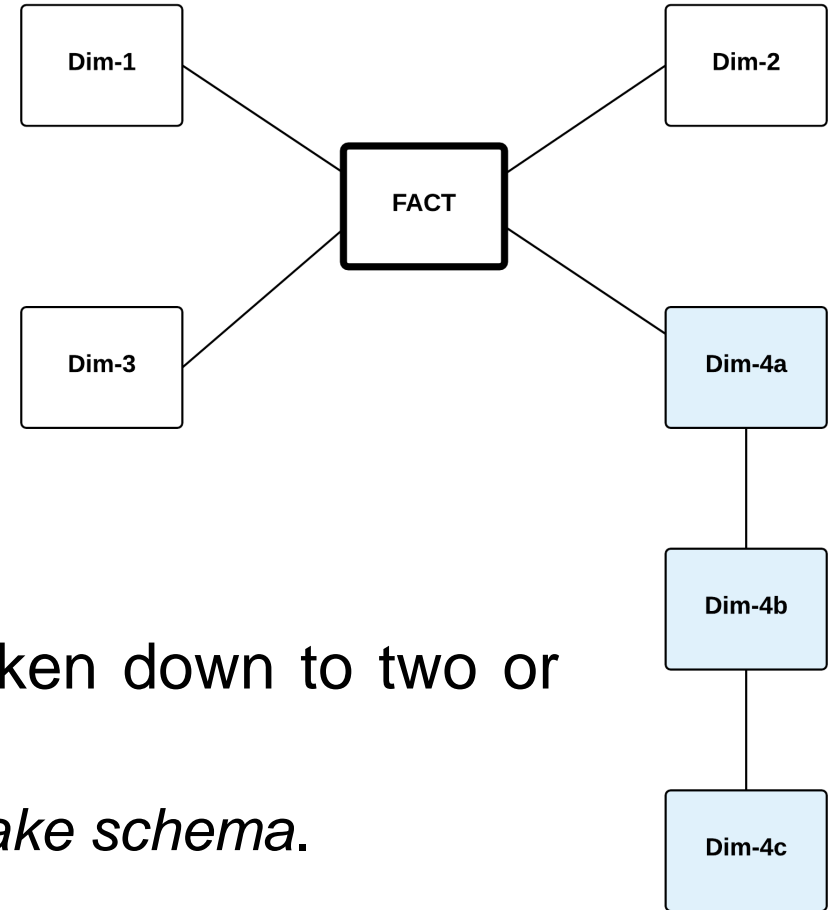 Dim-1
Dim-2
FACT
Dim-3
Dim-4a
Dim-4b
down to two or
schema.
Dim-4c